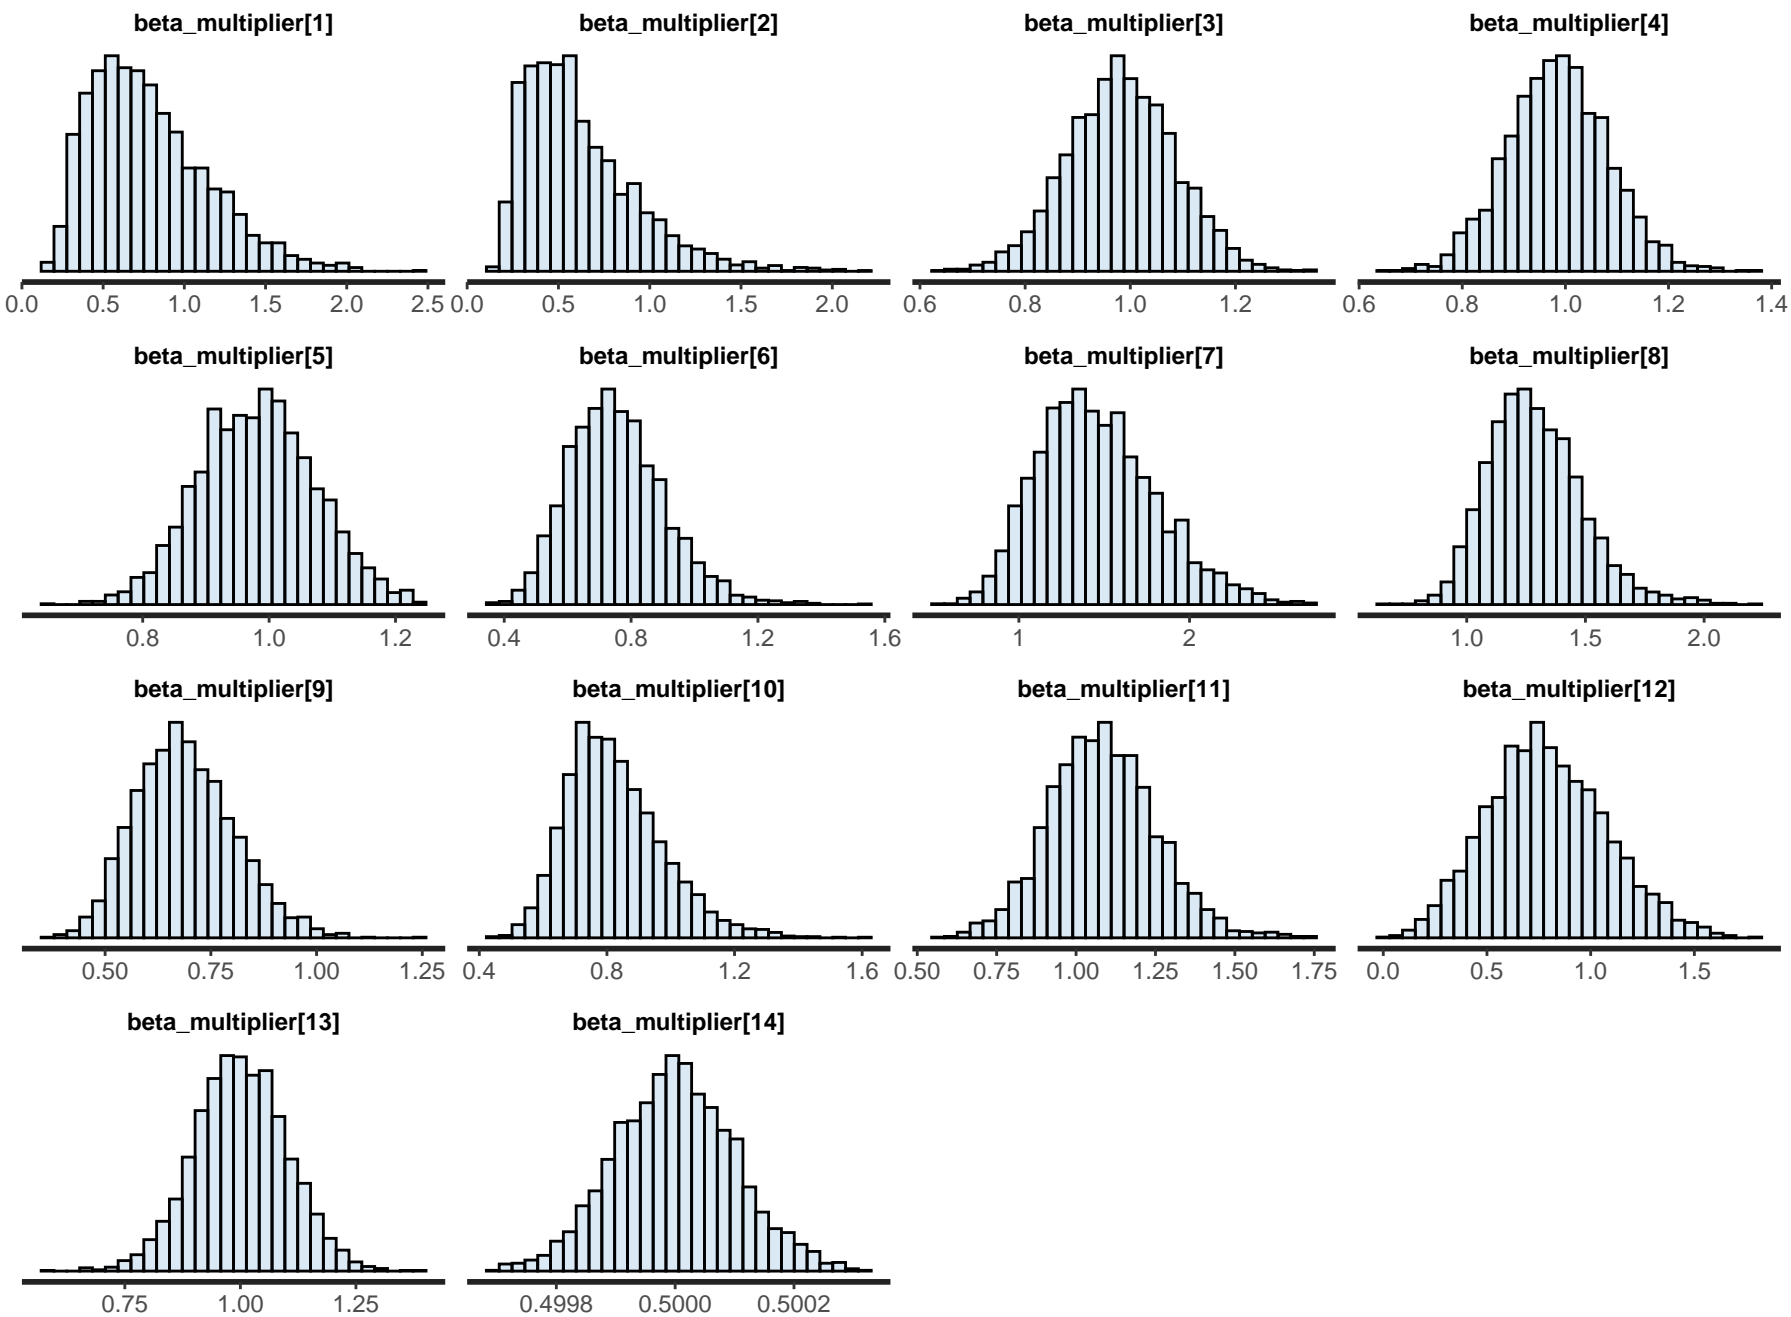 beta_multiplier[1] beta_multiplier[2] beta_multiplier[3] beta_multiplier[4]
0.0 0.5 1.0 1.5 2.0 2.5 0.0 0.5 1.0 1.5 2.0 0.6 0.8 1.0 1.2 0.6 0.8 1.0 1.2 1.4
beta_multiplier[5] beta_multiplier[6] beta_multiplier[7] beta_multiplier[8]
0.8 1.0 1.2 0.4 0.8 1.2 1.6 1 2 1.0 1.5 2.0
beta_multiplier[9] beta_multiplier[10] beta_multiplier[11] beta_multiplier[12]
0.50 0.75 1.00 1.25 0.4 0.8 1.2 1.6 0.50 0.75 1.00 1.25 1.50 1.75 0.0 0.5 1.0 1.5
beta_multiplier[13] beta_multiplier[14]
0.75 1.00 1.25 0.4998 0.5000 0.5002